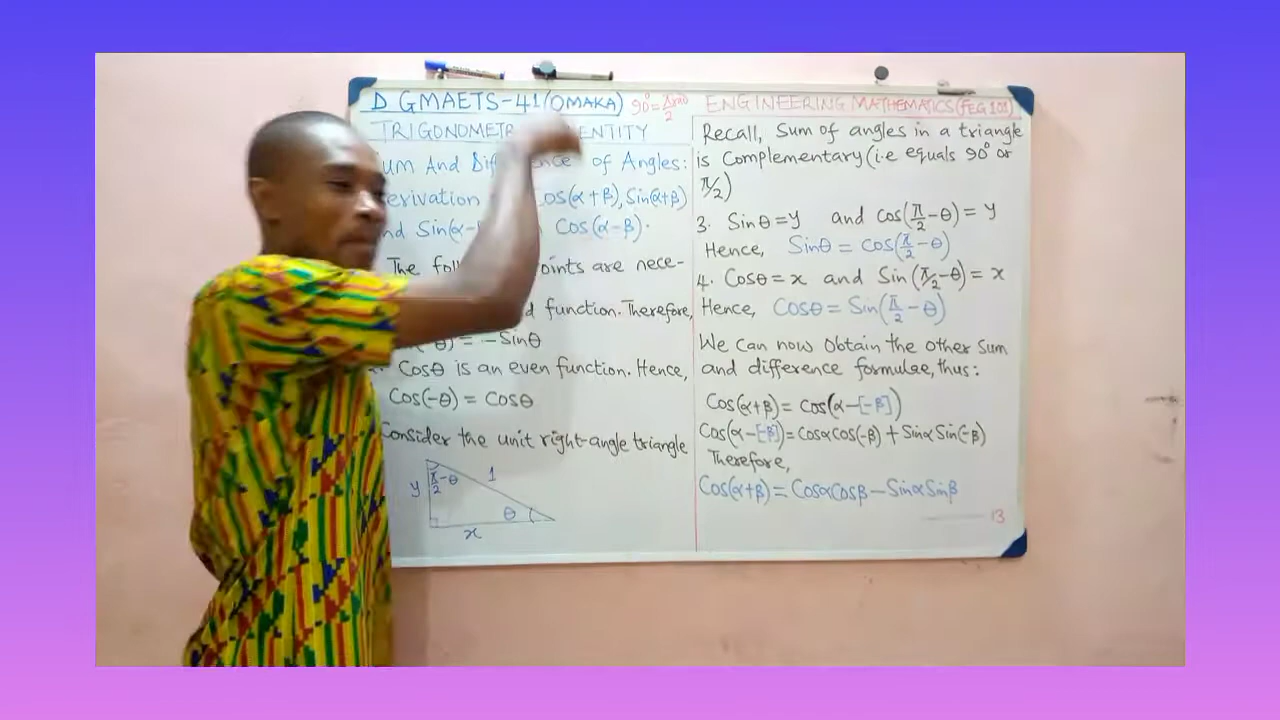 D GMAETS-41(OMAKA)
90° = π rad/2
ENGINEERING MATHEMATICS (FEG 101)
TRIGONOMETR ENTITY
um And Diff ence of Angles:
erivation Cos(α+β), Sin(α+β)
nd Sin(α- Cos(α-β).
The foll oints are nece-
d function. Therefore,
θ) = -Sinθ
Cosθ is an even function. Hence,
Cos(-θ) = Cosθ
Consider the unit right-angle triangle
y
π/2 - θ
1
θ
x
Recall, Sum of angles in a triangle
is Complementary (i.e equals 90° or
π/2)
3. Sinθ = y and cos(π/2 - θ) = y
Hence, Sinθ = cos(π/2 - θ)
4. Cosθ = x and Sin(π/2 - θ) = x
Hence, Cosθ = Sin(π/2 - θ)
We can now obtain the other sum
and difference formulae, thus:
Cos(α+β) = Cos(α-[-β])
Cos(α-[-β]) = Cosα Cos(-β) + Sinα Sin(-β)
Therefore,
Cos(α+β) = Cosα Cosβ - Sinα Sinβ
13